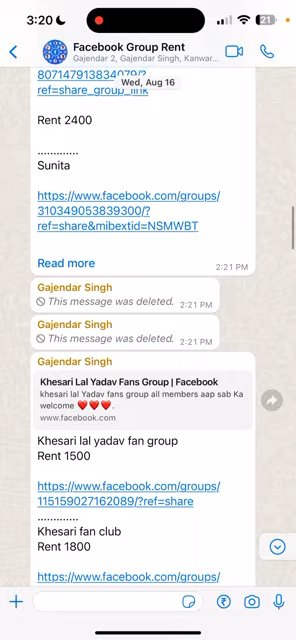 3:20
21
Facebook Group Rent
Gajendar 2, Gajendar Singh, Kanwar...
807147913834079/?
Wed, Aug 16
ref=share_group_link
Rent 2400
.............
Sunita
https://www.facebook.com/groups/
310349053839300/?
ref=share&mibextid=NSMWBT
Read more
2:21 PM
Gajendar Singh
This message was deleted. 2:21 PM
Gajendar Singh
This message was deleted. 2:21 PM
Gajendar Singh
Khesari Lal Yadav Fans Group | Facebook
khesari lal Yadav fans group all members aap sab Ka
welcome ❤️❤️❤️.
www.facebook.com
Khesari lal yadav fan group
Rent 1500
https://www.facebook.com/groups/
115159027162089/?ref=share
.............
Khesari fan club
Rent 1800
https://www.facebook.com/groups/